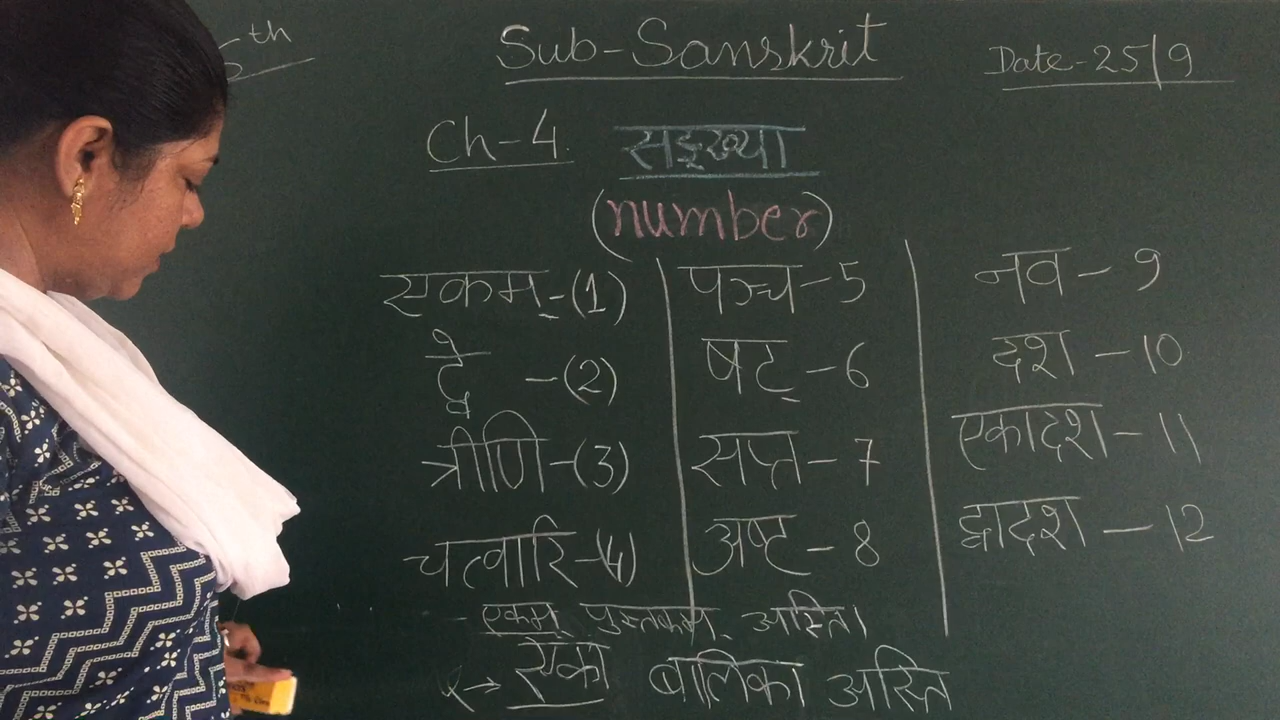 th
Sub-Sanskrit
Date-25/9
Ch-4
सङ्ख्या
(number)
एकम्-(1)
द्वे -(2)
त्रीणि-(3)
चत्वारि-(4)
पञ्च-5
षट्-6
सप्त-7
अष्ट-8
नव-9
दश-10
एकादश-11
द्वादश-12
- एकम् पुस्तकम् अस्ति।
→ एका बालिका अस्ति